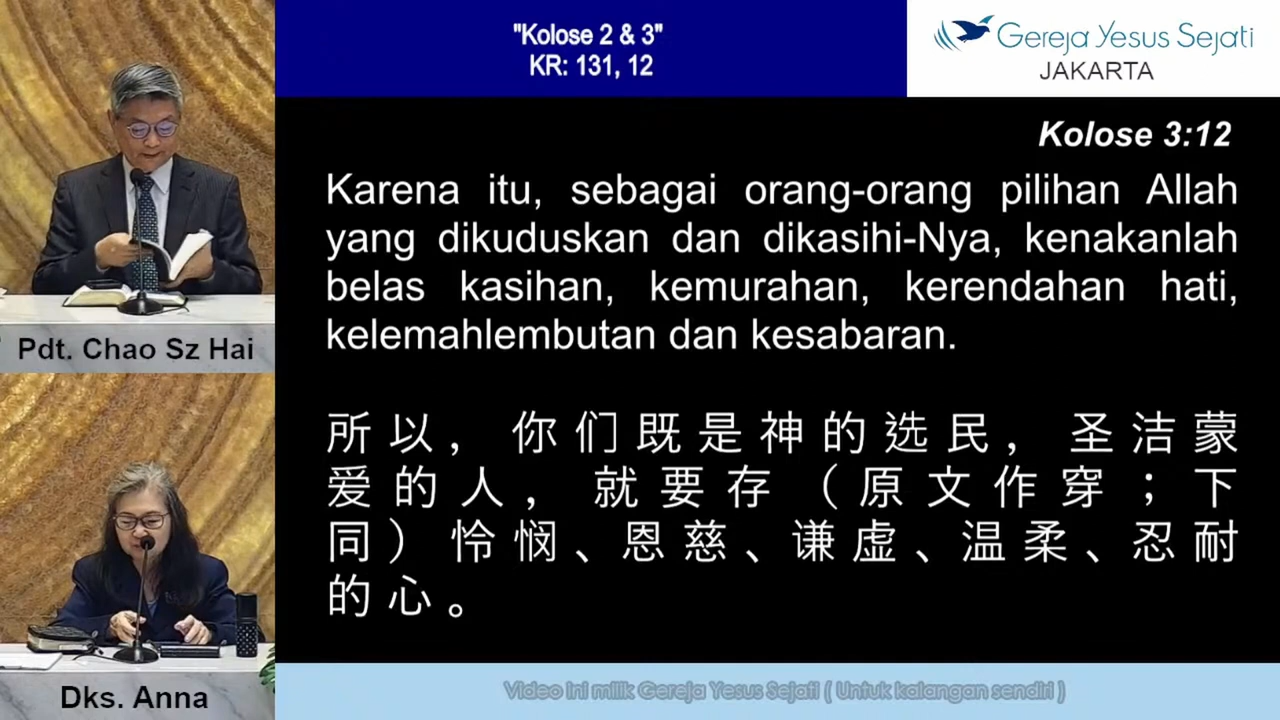 "Kolose 2 & 3"
KR: 131, 12
Gereja Yesus Sejati
JAKARTA
Kolose 3:12
Karena itu, sebagai orang-orang pilihan Allah
yang dikuduskan dan dikasihi-Nya, kenakanlah
belas kasihan, kemurahan, kerendahan hati,
kelemahlembutan dan kesabaran.
所以，你们既是神的选民，圣洁蒙
爱的人，就要存（原文作穿；下
同）怜悯、恩慈、谦虚、温柔、忍耐
的心。
Pdt. Chao Sz Hai
Dks. Anna
Video ini milik Gereja Yesus Sejati ( Untuk kalangan sendiri )